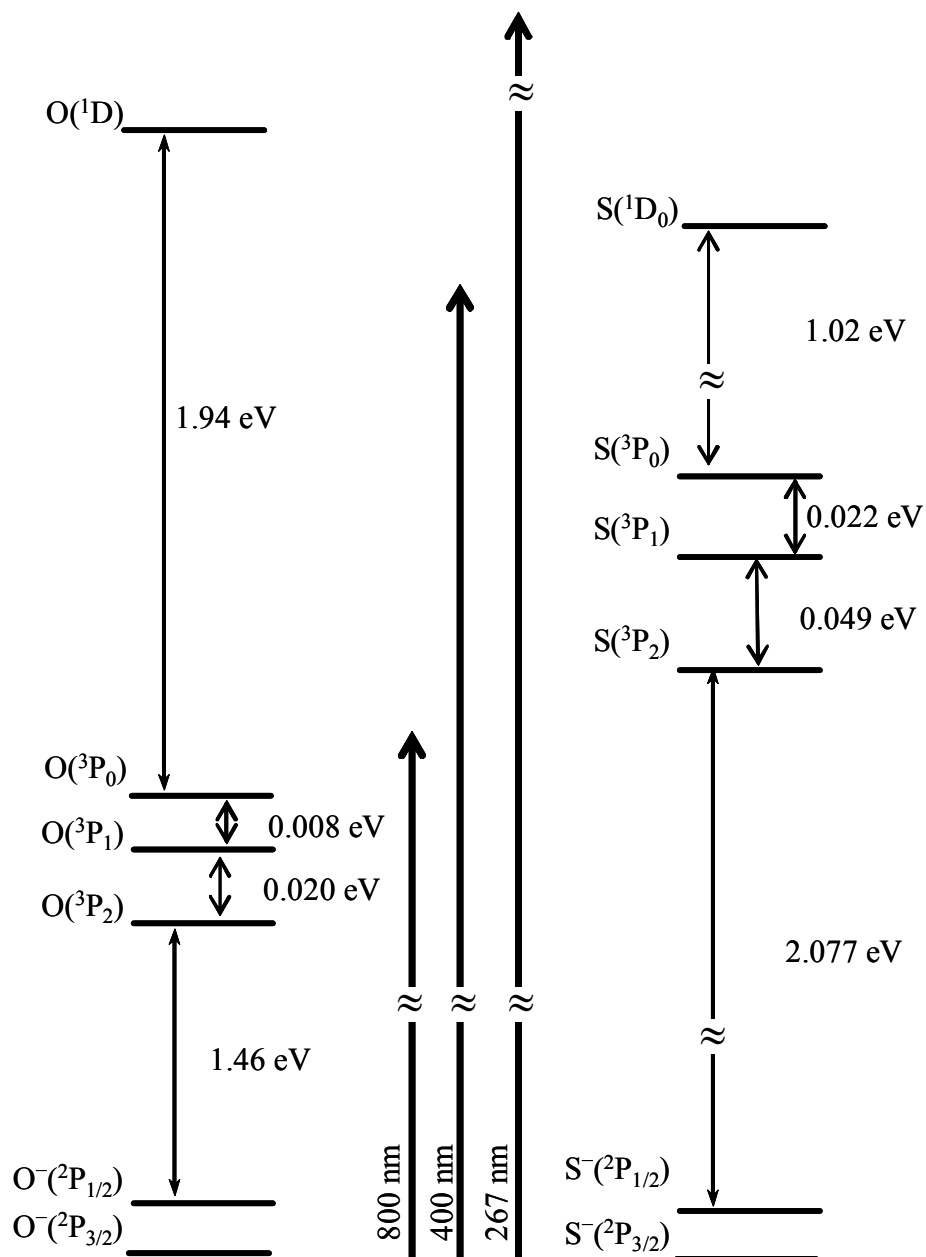 O(¹D)
1.94 eV
O(³P₀)
0.008 eV
O(³P₁)
0.020 eV
O(³P₂)
1.46 eV
O⁻(²P₁/₂)
O⁻(²P₃/₂)
≈
≈
≈
≈
800 nm
400 nm
267 nm
S(¹D₀)
1.02 eV
≈
S(³P₀)
0.022 eV
S(³P₁)
0.049 eV
S(³P₂)
2.077 eV
≈
S⁻(²P₁/₂)
S⁻(²P₃/₂)